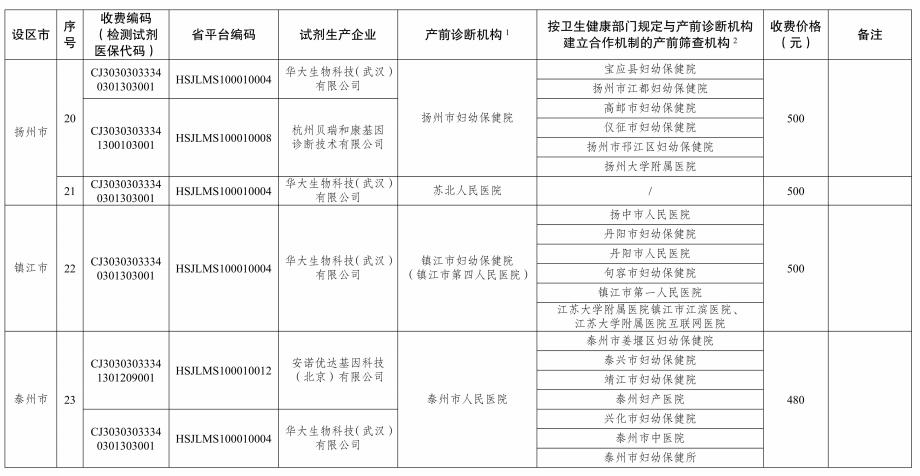 设区市
序
号
收费编码
（检测试剂
医保代码）
省平台编码
试剂生产企业
产前诊断机构1
按卫生健康部门规定与产前诊断机构
建立合作机制的产前筛查机构2
收费价格
（元）
备注
扬州市
20
CJ3030303334
0301303001
HSJLMS100010004
华大生物科技（武汉）
有限公司
CJ3030303334
1300103001
HSJLMS100010008
杭州贝瑞和康基因
诊断技术有限公司
扬州市妇幼保健院
宝应县妇幼保健院
扬州市江都妇幼保健院
高邮市妇幼保健院
仪征市妇幼保健院
扬州市邗江区妇幼保健院
扬州大学附属医院
500
21
CJ3030303334
0301303001
HSJLMS100010004
华大生物科技（武汉）
有限公司
苏北人民医院
/
500
镇江市
22
CJ3030303334
0301303001
HSJLMS100010004
华大生物科技（武汉）
有限公司
镇江市妇幼保健院
（镇江市第四人民医院）
扬中市人民医院
丹阳市妇幼保健院
丹阳市人民医院
句容市妇幼保健院
镇江市第一人民医院
江苏大学附属医院镇江市江滨医院、
江苏大学附属医院互联网医院
500
泰州市
23
CJ3030303334
1301209001
HSJLMS100010012
安诺优达基因科技
（北京）有限公司
CJ3030303334
0301303001
HSJLMS100010004
华大生物科技（武汉）
有限公司
泰州市人民医院
泰州市姜堰区妇幼保健院
泰兴市妇幼保健院
靖江市妇幼保健院
泰州妇产医院
兴化市妇幼保健院
泰州市中医院
泰州市妇幼保健所
480